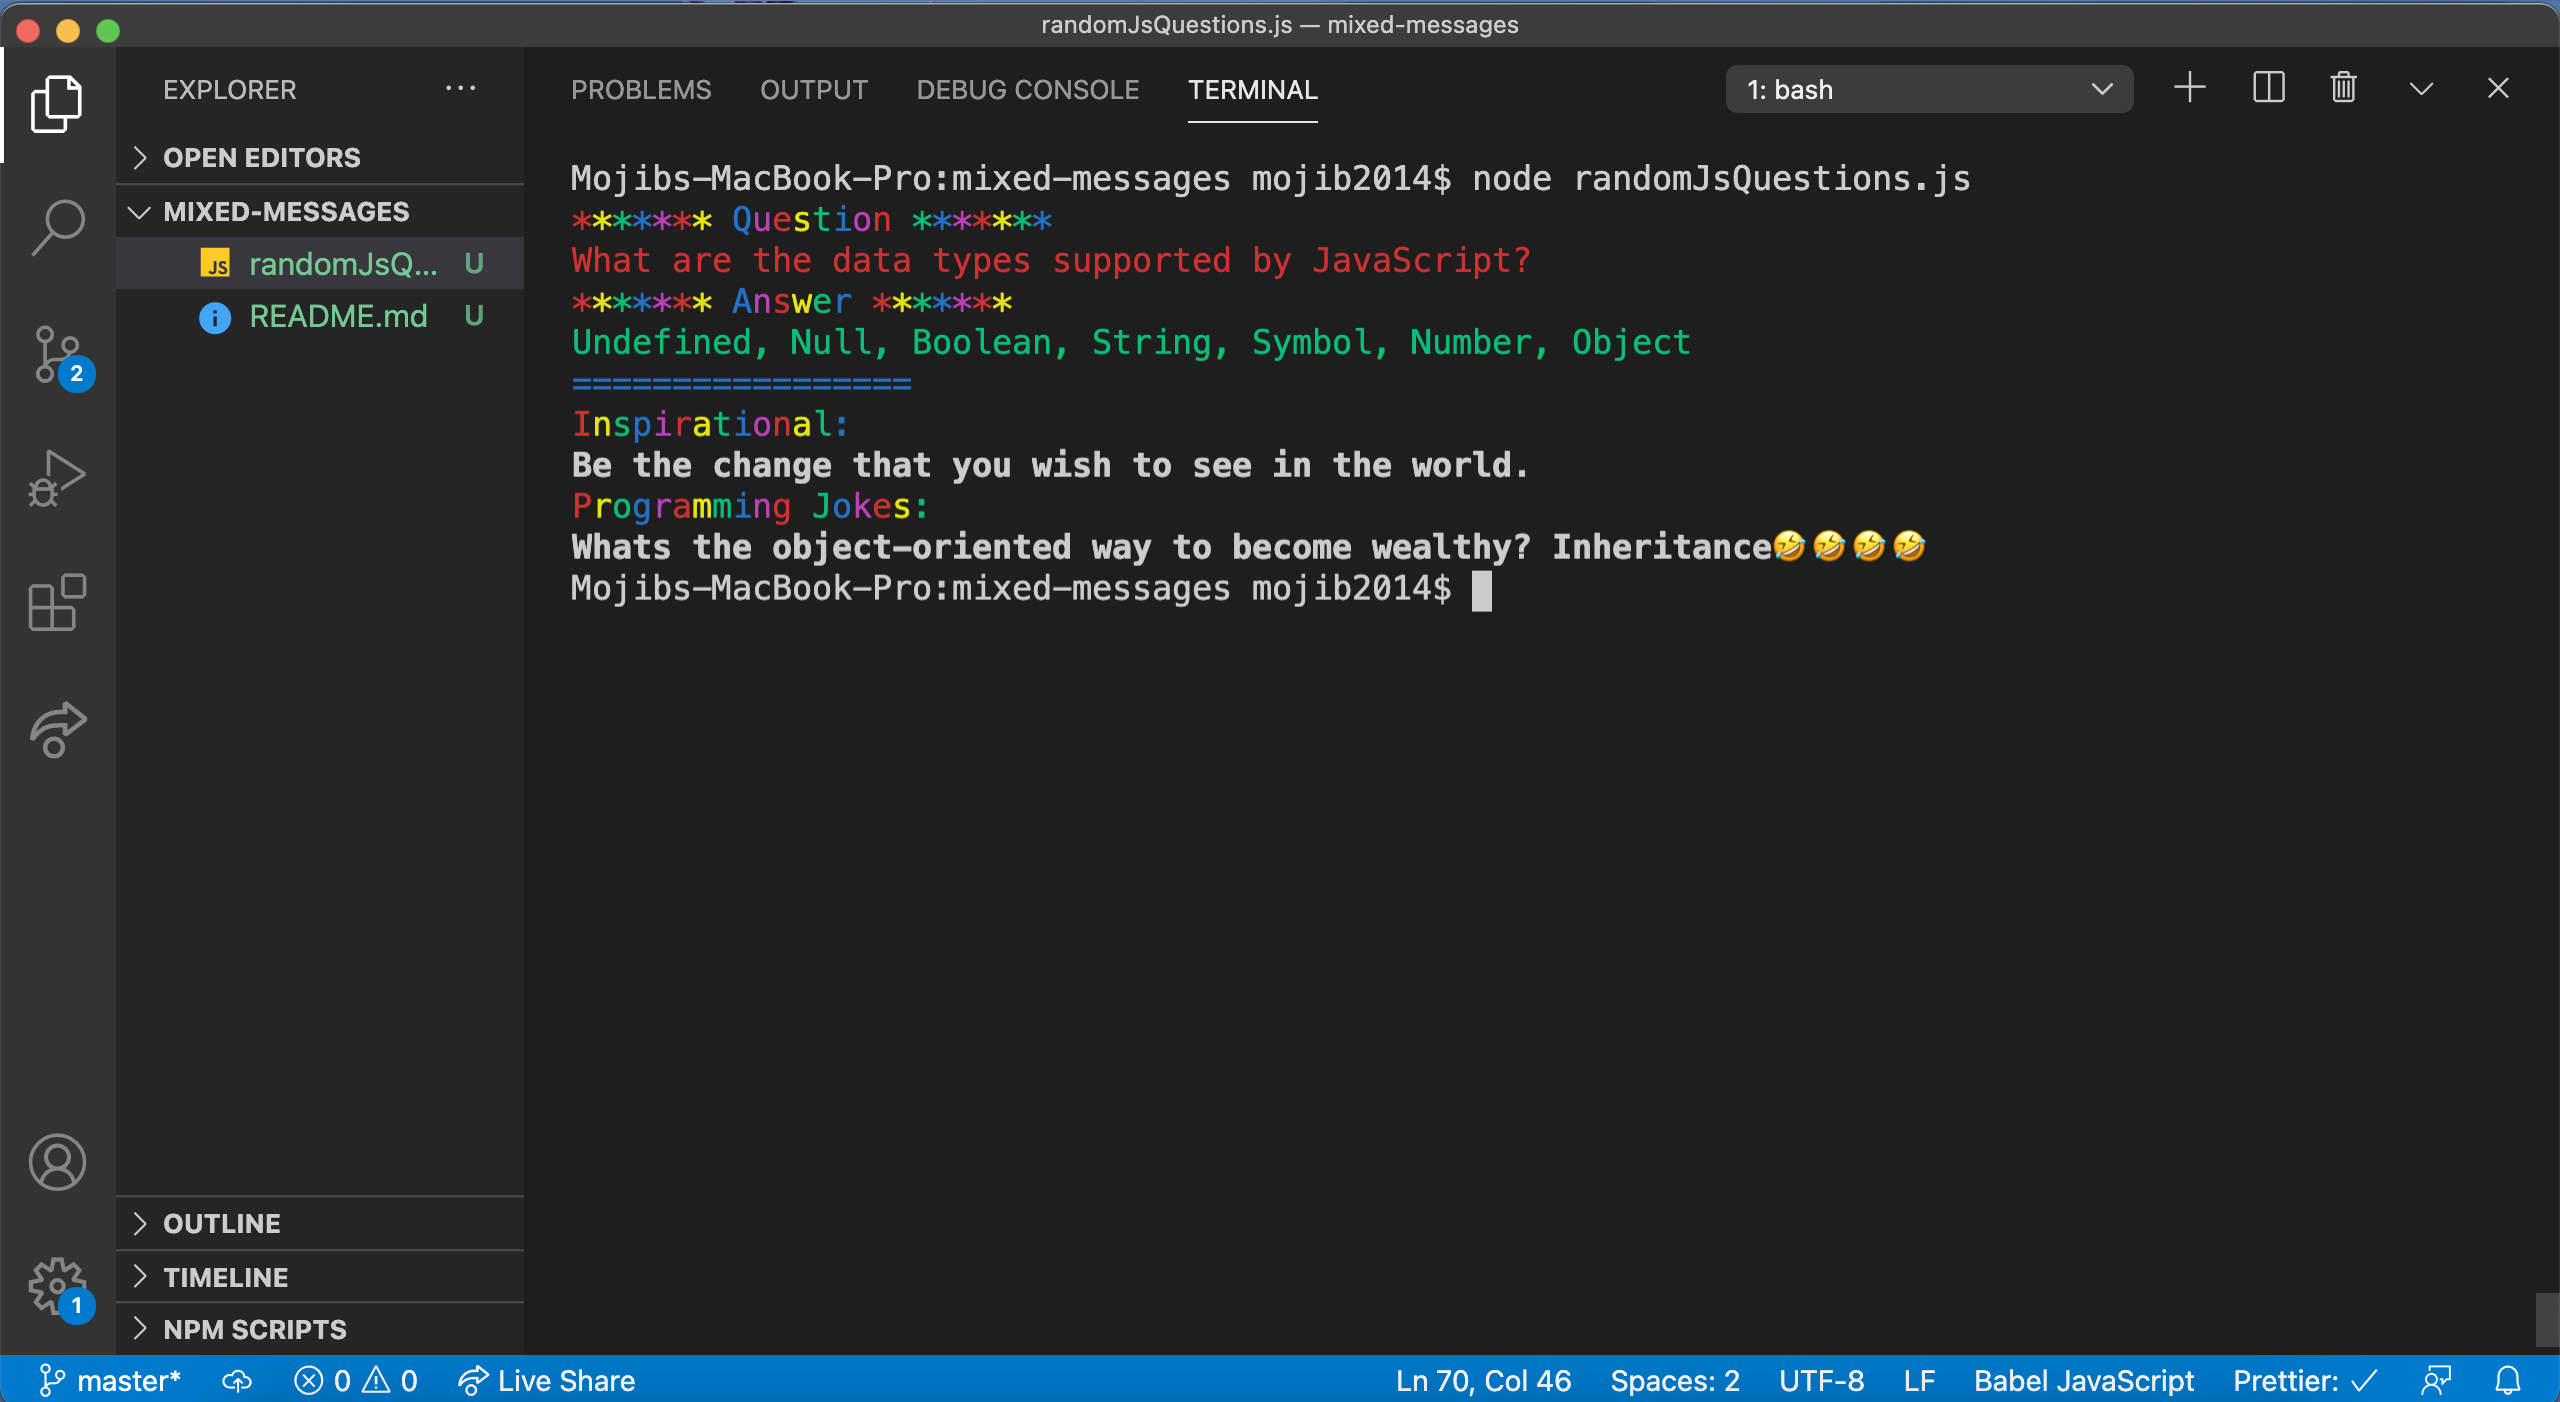 randomJsQuestions.js — mixed-messages
EXPLORER
OPEN EDITORS
MIXED-MESSAGES
JS randomJsQ... U
README.md U
2
OUTLINE
TIMELINE
1
NPM SCRIPTS
PROBLEMS OUTPUT DEBUG CONSOLE TERMINAL 1: bash
Mojibs-MacBook-Pro:mixed-messages mojib2014$ node randomJsQuestions.js
******* Question *******
What are the data types supported by JavaScript?
******* Answer *******
Undefined, Null, Boolean, String, Symbol, Number, Object
=================
Inspirational:
Be the change that you wish to see in the world.
Programming Jokes:
Whats the object-oriented way to become wealthy? Inheritance🤣🤣🤣🤣
Mojibs-MacBook-Pro:mixed-messages mojib2014$
master* 0 0 Live Share Ln 70, Col 46 Spaces: 2 UTF-8 LF Babel JavaScript Prettier: ✓